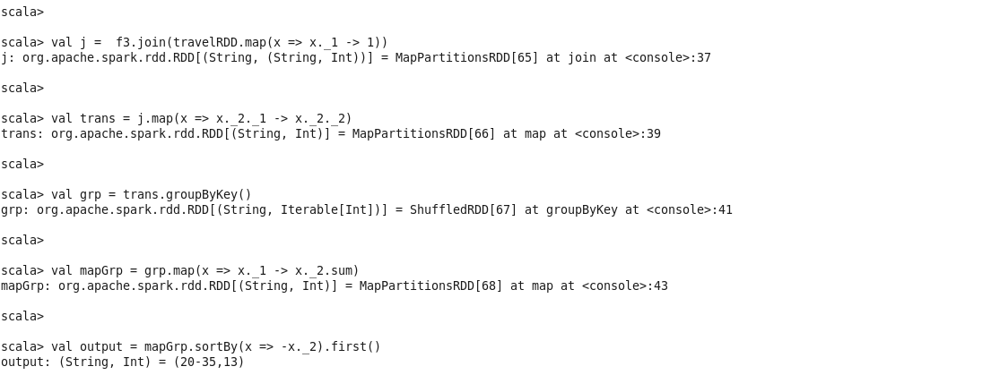 scala>
scala> val j =  f3.join(travelRDD.map(x => x._1 -> 1))
j: org.apache.spark.rdd.RDD[(String, (String, Int))] = MapPartitionsRDD[65] at join at <console>:37
scala>
scala> val trans = j.map(x => x._2._1 -> x._2._2)
trans: org.apache.spark.rdd.RDD[(String, Int)] = MapPartitionsRDD[66] at map at <console>:39
scala>
scala> val grp = trans.groupByKey()
grp: org.apache.spark.rdd.RDD[(String, Iterable[Int])] = ShuffledRDD[67] at groupByKey at <console>:41
scala>
scala> val mapGrp = grp.map(x => x._1 -> x._2.sum)
mapGrp: org.apache.spark.rdd.RDD[(String, Int)] = MapPartitionsRDD[68] at map at <console>:43
scala>
scala> val output = mapGrp.sortBy(x => -x._2).first()
output: (String, Int) = (20-35,13)